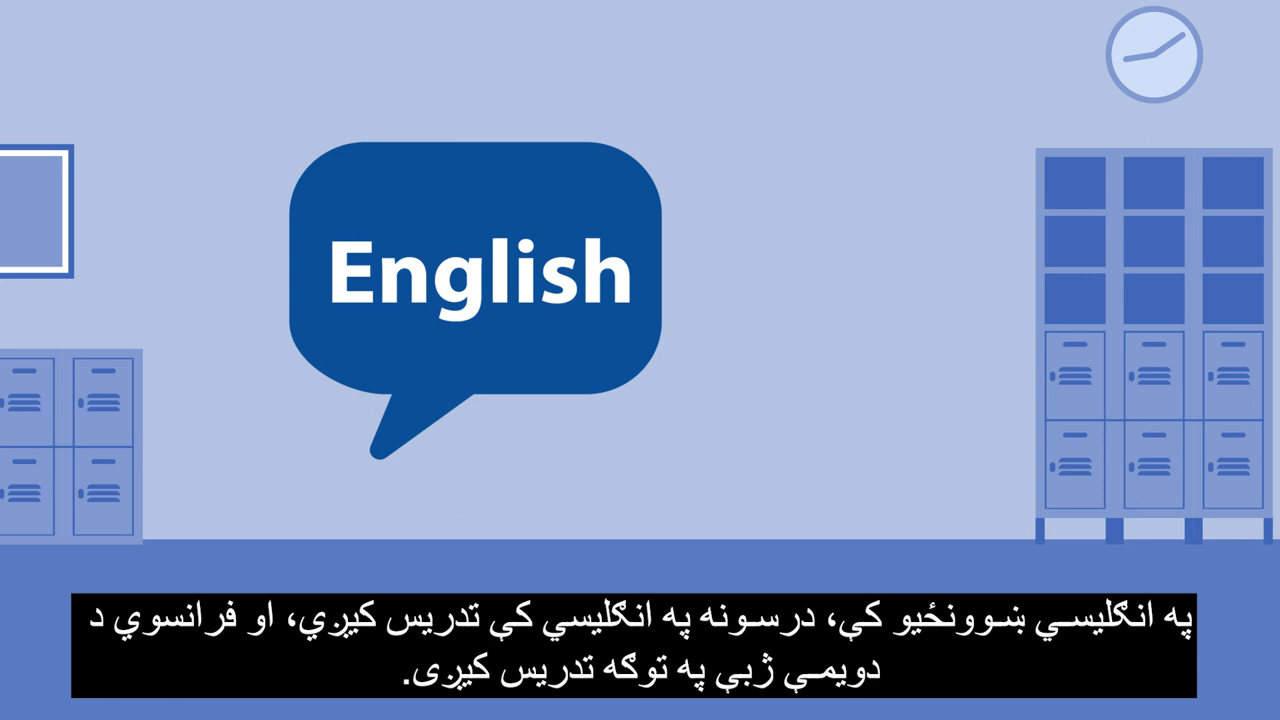 English
په انګلیسي ښوونځیو کې، درسونه په انګلیسي کې تدریس کیږي، او فرانسوي د
دویمې ژبې په توګه تدریس کیږی.